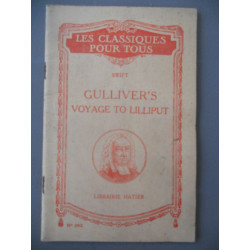 LES CLASSIQUES
POUR TOUS
SWIFT
GULLIVER'S
VOYAGE TO LILLIPUT
LIBRAIRIE HATIER